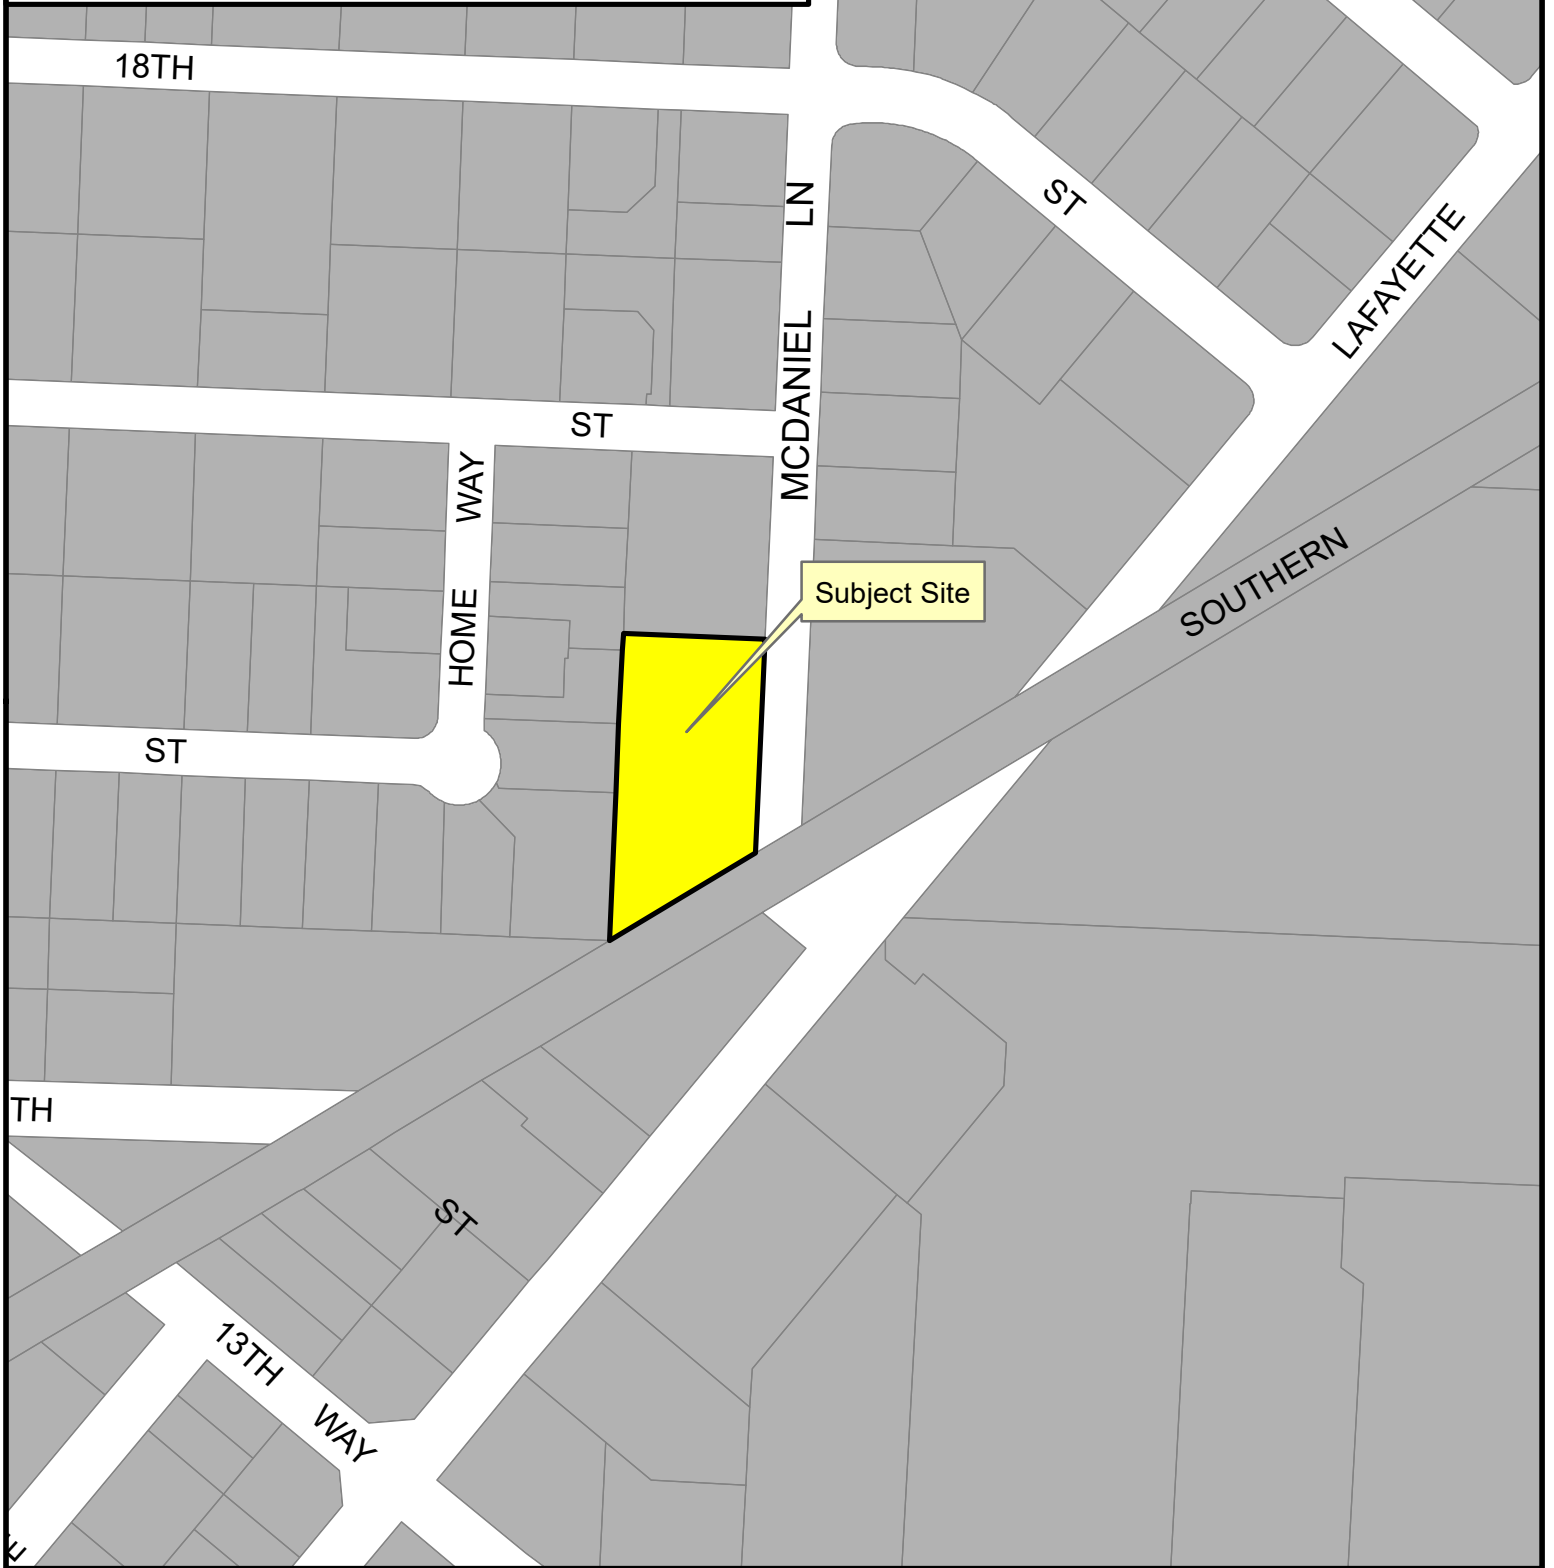 18TH
ST
LN
LAFAYETTE
MCDANIEL
ST
WAY
SOUTHERN
Subject Site
HOME
ST
TH
ST
13TH
WAY
E